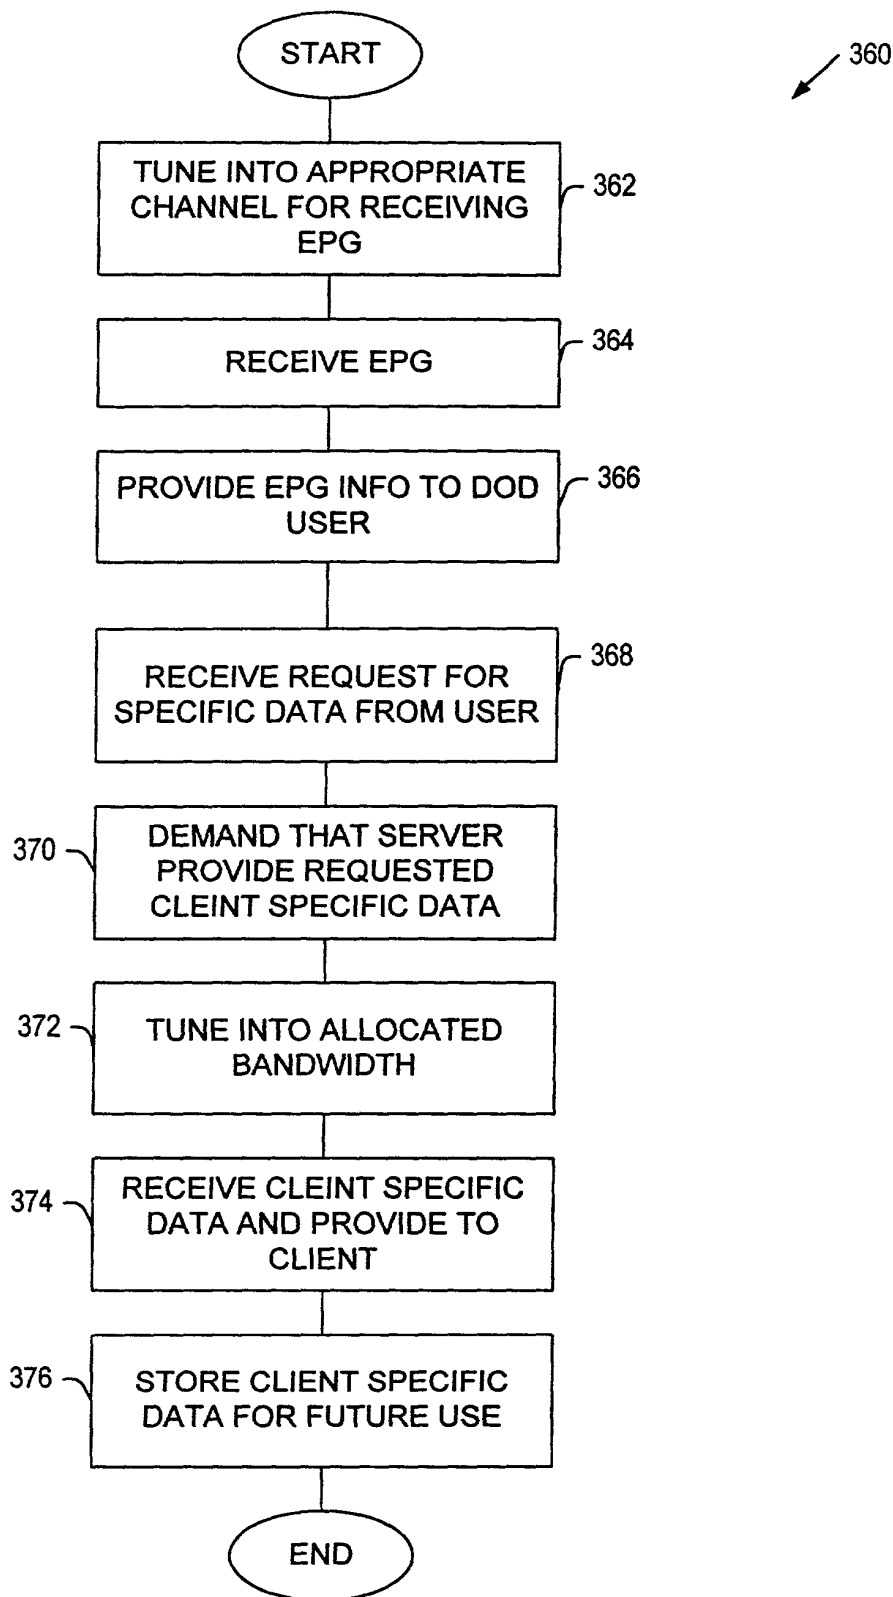 START
360
TUNE INTO APPROPRIATE
CHANNEL FOR RECEIVING
EPG
362
RECEIVE EPG
364
PROVIDE EPG INFO TO DOD
USER
366
RECEIVE REQUEST FOR
SPECIFIC DATA FROM USER
368
370
DEMAND THAT SERVER
PROVIDE REQUESTED
CLEINT SPECIFIC DATA
372
TUNE INTO ALLOCATED
BANDWIDTH
374
RECEIVE CLEINT SPECIFIC
DATA AND PROVIDE TO
CLIENT
376
STORE CLIENT SPECIFIC
DATA FOR FUTURE USE
END